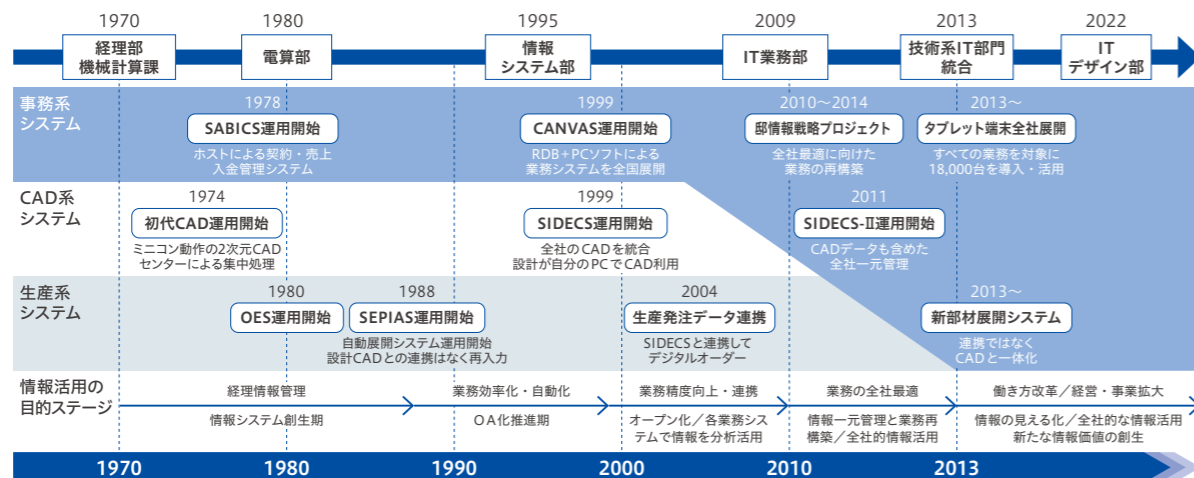 1970
1980
1995
2009
2013
2022
経理部
機械計算課
電算部
情報
システム部
IT業務部
技術系IT部門
統合
IT
デザイン部
事務系
システム
1978
SABICS運用開始
ホストによる契約・売上
入金管理システム
1999
CANVAS運用開始
RDB+PCソフトによる
業務システムを全国展開
2010〜2014
邸情報戦略プロジェクト
全社最適に向けた
業務の再構築
2013〜
タブレット端末全社展開
すべての業務を対象に
18,000台を導入・活用
CAD系
システム
1974
初代CAD運用開始
ミニコン動作の2次元CAD
センターによる集中処理
1999
SIDECS運用開始
全社のCADを統合
設計が自分のPCでCAD利用
2011
SIDECS-II運用開始
CADデータも含めた
全社一元管理
生産系
システム
1980
OES運用開始
1988
SEPIAS運用開始
自動展開システム運用開始
設計CADとの連携はなく再入力
2004
生産発注データ連携
SIDECSと連携して
デジタルオーダー
2013〜
新部材展開システム
連携ではなく
CADと一体化
情報活用の
目的ステージ
経理情報管理
情報システム創生期
業務効率化・自動化
OA化推進期
業務精度向上・連携
オープン化/各業務シス
テムで情報を分析活用
業務の全社最適
情報一元管理と業務再
構築/全社的情報活用
働き方改革/経営・事業拡大
情報の見える化/全社的な情報活用
新たな情報価値の創生
1970
1980
1990
2000
2010
2013